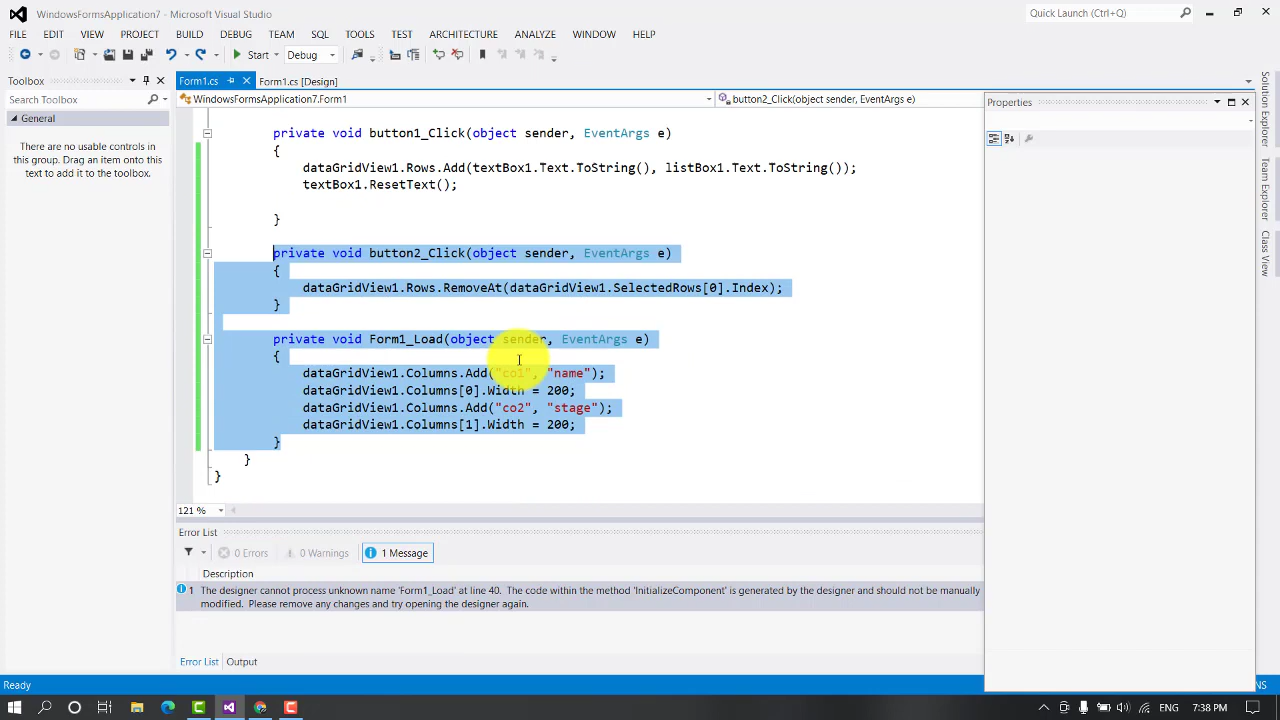 WindowsFormsApplication7 - Microsoft Visual Studio
Quick Launch (Ctrl+Q)
FILE EDIT VIEW PROJECT BUILD DEBUG TEAM SQL TOOLS TEST ARCHITECTURE ANALYZE WINDOW HELP
Start Debug
Toolbox
Form1.cs
Form1.cs [Design]
Search Toolbox
WindowsFormsApplication7.Form1
button2_Click(object sender, EventArgs e)
Properties
General
There are no usable controls in
this group. Drag an item onto this
text to add it to the toolbox.
private void button1_Click(object sender, EventArgs e)
{
dataGridView1.Rows.Add(textBox1.Text.ToString(), listBox1.Text.ToString());
textBox1.ResetText();
}
private void button2_Click(object sender, EventArgs e)
{
dataGridView1.Rows.RemoveAt(dataGridView1.SelectedRows[0].Index);
}
private void Form1_Load(object sender, EventArgs e)
{
dataGridView1.Columns.Add("co1", "name");
dataGridView1.Columns[0].Width = 200;
dataGridView1.Columns.Add("co2", "stage");
dataGridView1.Columns[1].Width = 200;
}
}
}
121 %
Error List
0 Errors 0 Warnings 1 Message
Description
1 The designer cannot process unknown name 'Form1_Load' at line 40. The code within the method 'InitializeComponent' is generated by the designer and should not be manually
modified. Please remove any changes and try opening the designer again.
Error List Output
Solution Explorer
Team Explorer
Class View
Ready
NS
ENG 7:38 PM